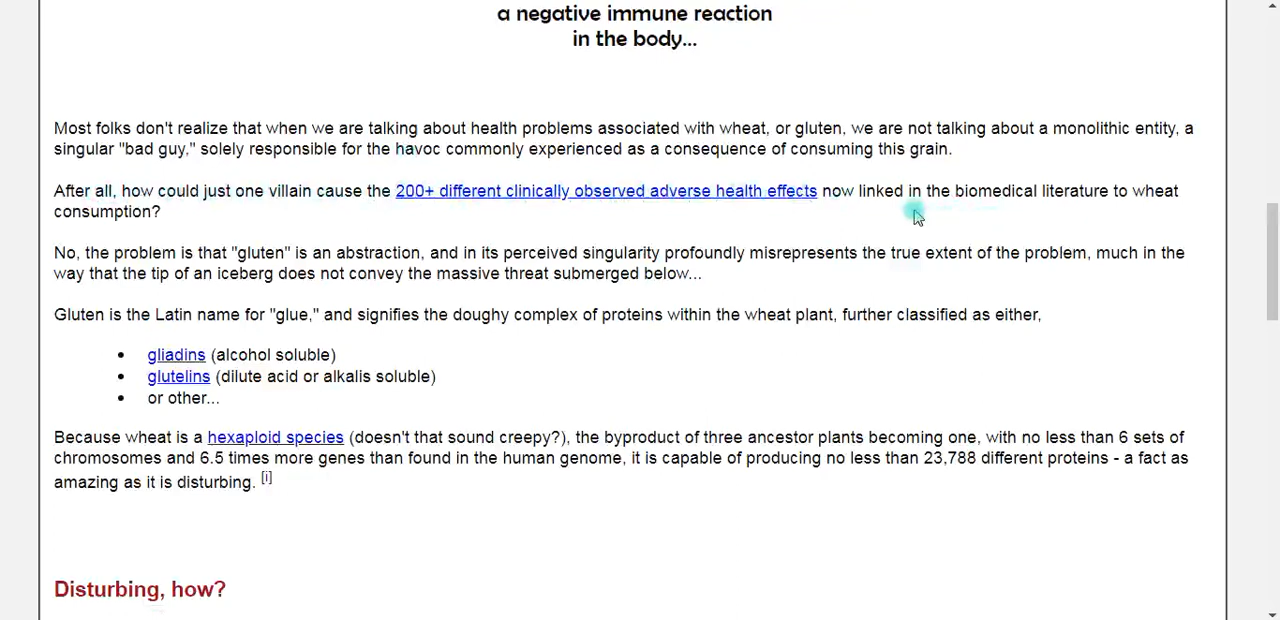 a negative immune reaction
in the body...
Most folks don't realize that when we are talking about health problems associated with wheat, or gluten, we are not talking about a monolithic entity, a
singular "bad guy," solely responsible for the havoc commonly experienced as a consequence of consuming this grain.
After all, how could just one villain cause the 200+ different clinically observed adverse health effects now linked in the biomedical literature to wheat
consumption?
No, the problem is that "gluten" is an abstraction, and in its perceived singularity profoundly misrepresents the true extent of the problem, much in the
way that the tip of an iceberg does not convey the massive threat submerged below...
Gluten is the Latin name for "glue," and signifies the doughy complex of proteins within the wheat plant, further classified as either,
• gliadins (alcohol soluble)
• glutelins (dilute acid or alkalis soluble)
• or other...
Because wheat is a hexaploid species (doesn't that sound creepy?), the byproduct of three ancestor plants becoming one, with no less than 6 sets of
chromosomes and 6.5 times more genes than found in the human genome, it is capable of producing no less than 23,788 different proteins - a fact as
amazing as it is disturbing. [i]
Disturbing, how?